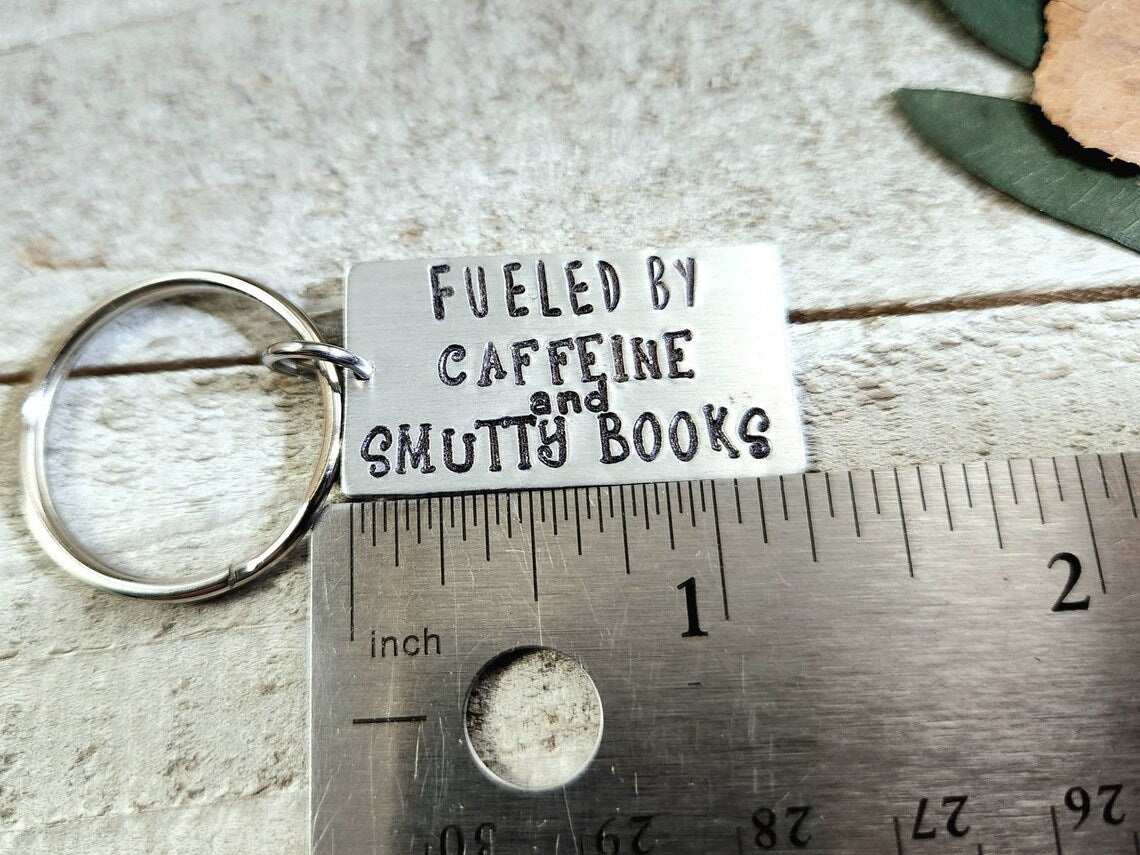 FUELED BY
CAFFEINE
and
SMUTTY BOOKS
1
2
inch
30 29 28 27 26